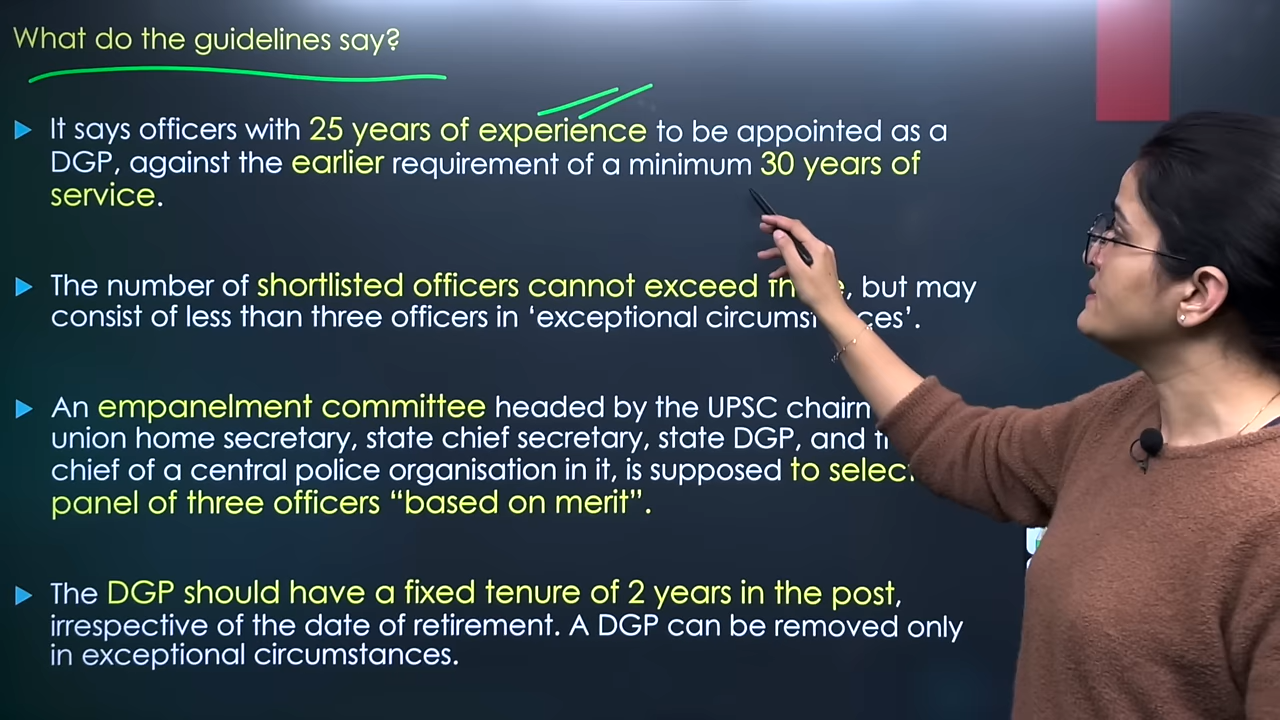 What do the guidelines say?
It says officers with 25 years of experience to be appointed as a
DGP, against the earlier requirement of a minimum 30 years of
service.
The number of shortlisted officers cannot exceed , but may
consist of less than three officers in ‘exceptional circumstances’.
An empanelment committee headed by the UPSC
union home secretary, state chief secretary, state DGP, and
chief of a central police organisation in it, is supposed to select
panel of three officers “based on merit”.
The DGP should have a fixed tenure of 2 years in the post,
irrespective of the date of retirement. A DGP can be removed only
in exceptional circumstances.